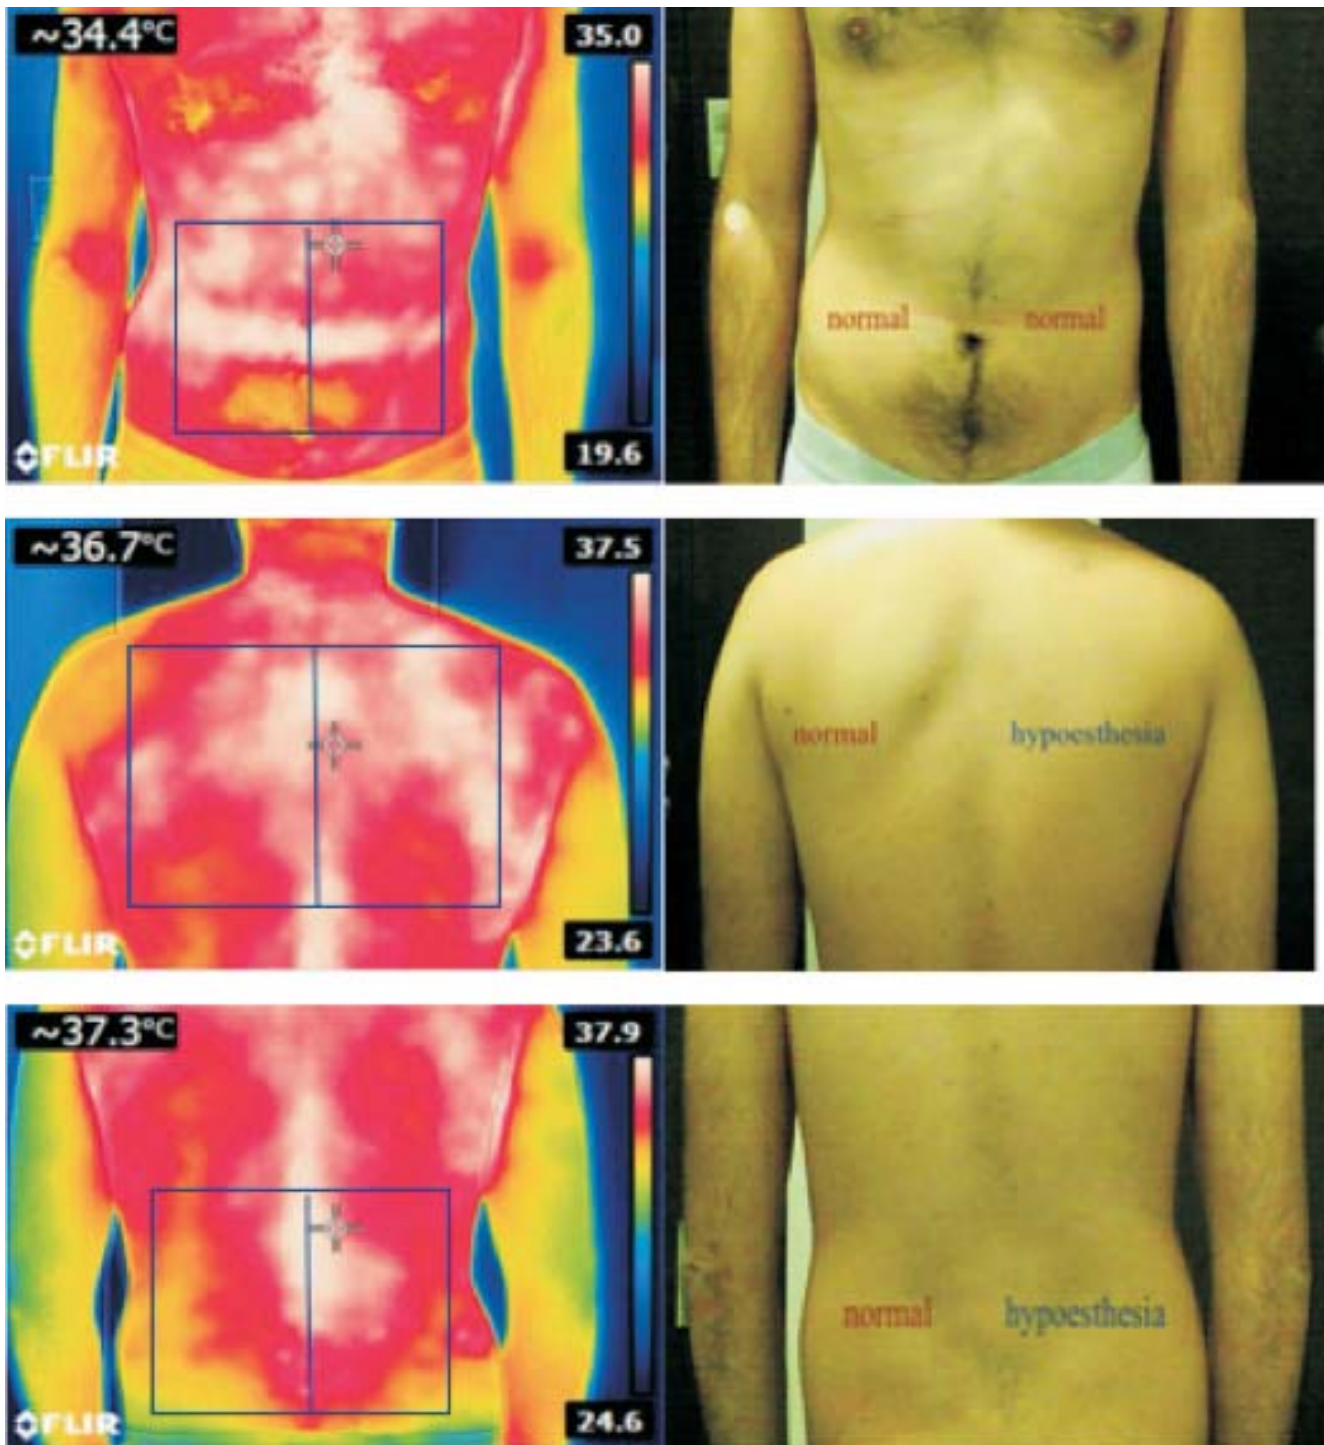 ~34.4°C
35.0
19.6
FLIR
normal normal
~36.7°C
37.5
23.6
FLIR
normal hypoesthesia
~37.3°C
37.9
24.6
FLIR
normal hypoesthesia